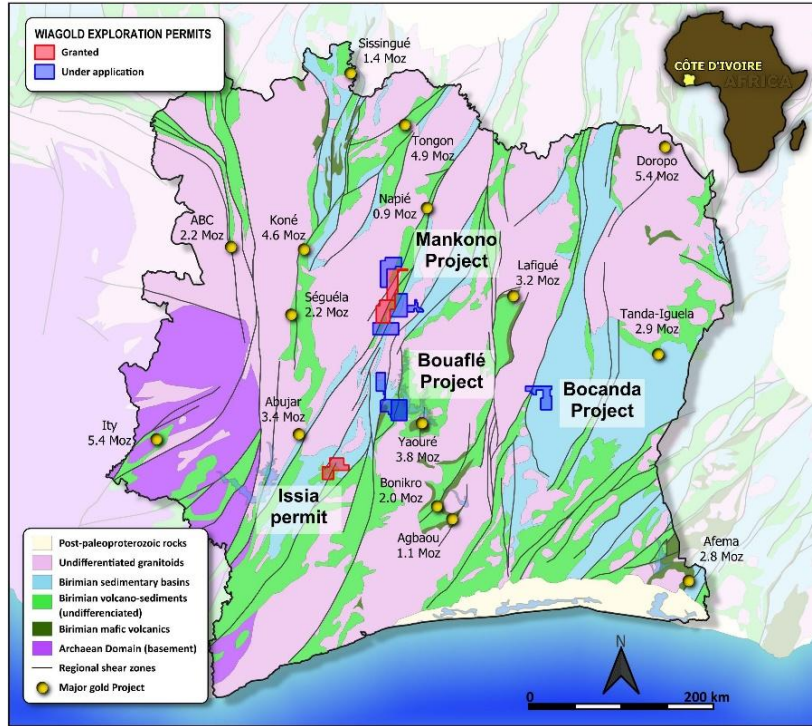 WIAGOLD EXPLORATION PERMITS
Granted
Under application
CÔTE D'IVOIRE
AFRICA
Sissingué
1.4 Moz
Tongon
4.9 Moz
Doropo
5.4 Moz
Napié
0.9 Moz
ABC
2.2 Moz
Koné
4.6 Moz
Mankono
Project
Lafigué
3.2 Moz
Séguéla
2.2 Moz
Tanda-Iguela
2.9 Moz
Bouaflé
Project
Bocanda
Project
Abujar
3.4 Moz
Ity
5.4 Moz
Yaouré
3.8 Moz
Issia
permit
Bonikro
2.0 Moz
Agbaou
1.1 Moz
Afema
2.8 Moz
Post-paleoproterozoic rocks
Undifferentiated granitoids
Birimian sedimentary basins
Birimian volcano-sediments
(undifferenciated)
Birimian mafic volcanics
Archaean Domain (basement)
Regional shear zones
Major gold Project
N
0 200 km